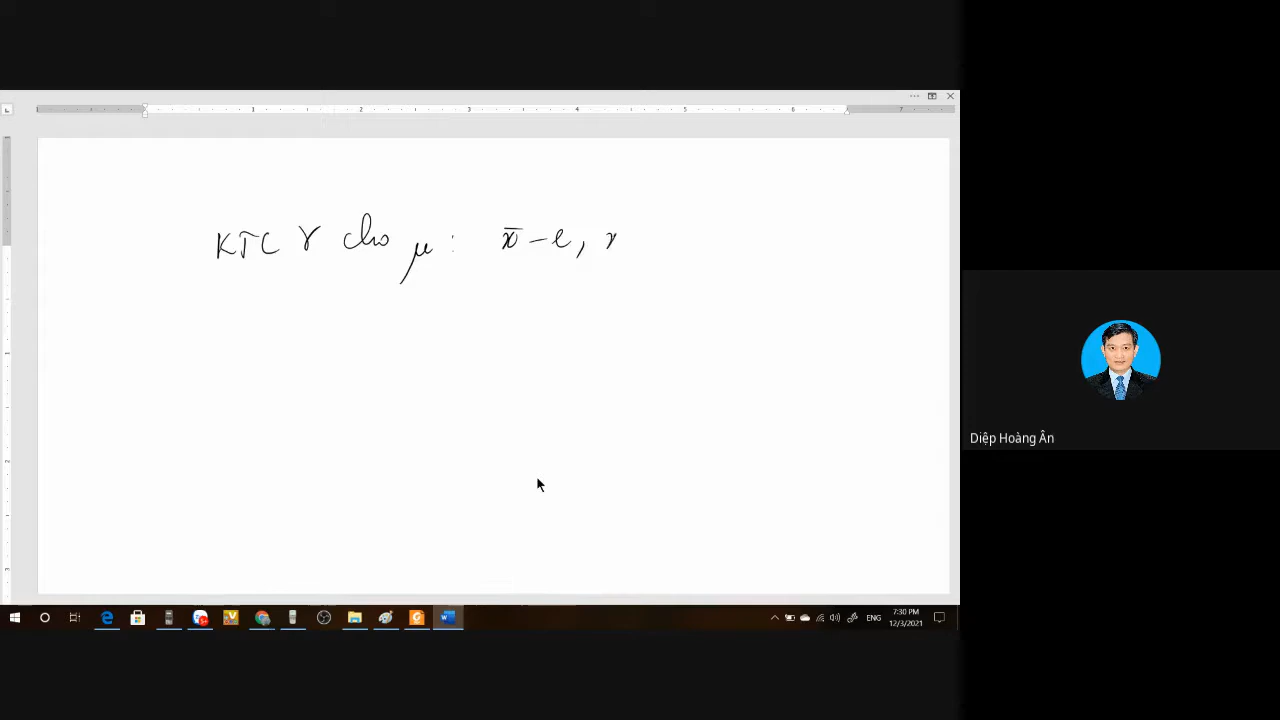 KTC γ cho μ : x̄ - e, x
Diệp Hoàng Ân
ENG
7:30 PM
12/3/2021